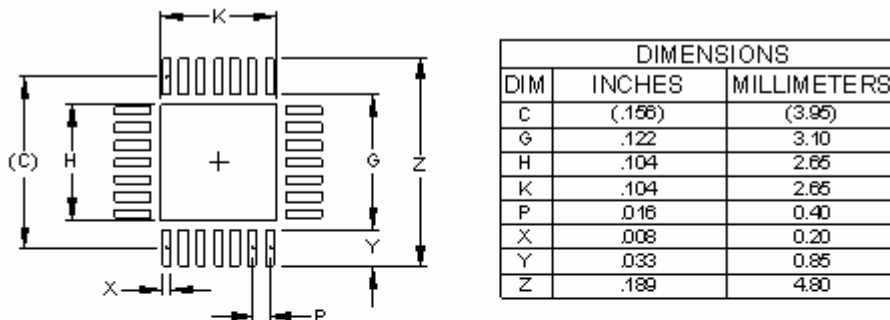 K
(C) H G Z
Y
X
P
DIMENSIONS
DIM INCHES MILLIMETERS
C (.156) (3.95)
G .122 3.10
H .104 2.65
K .104 2.65
P .016 0.40
X .008 0.20
Y .033 0.85
Z .189 4.80